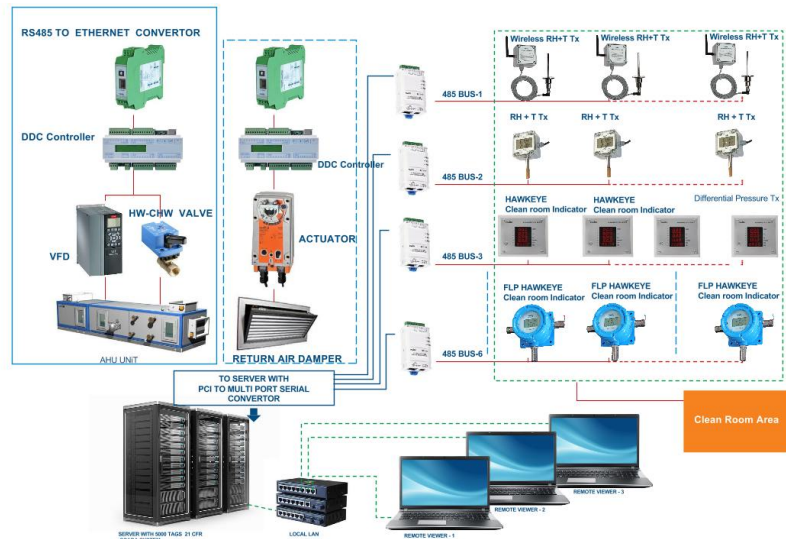 RS485 TO ETHERNET CONVERTOR
DDC Controller
VFD
HW-CHW VALVE
AHU UNiT
DDC Controller
ACTUATOR
RETURN AIR DAMPER
TO SERVER WITH
PCI TO MULTI PORT SERIAL
CONVERTOR
485 BUS-1
485 BUS-2
485 BUS-3
485 BUS-6
Wireless RH+T Tx
Wireless RH+T Tx
Wireless RH+T Tx
RH + T Tx
RH + T Tx
RH + T Tx
HAWKEYE
Clean room Indicator
HAWKEYE
Clean room Indicator
Differential Pressure Tx
FLP HAWKEYE
Clean room Indicator
FLP HAWKEYE
Clean room Indicator
FLP HAWKEYE
Clean room Indicator
Clean Room Area
SERVER WITH 5000 TAGS 21 CFR
LOCAL LAN
REMOTE VIEWER - 1
REMOTE VIEWER - 2
REMOTE VIEWER - 3